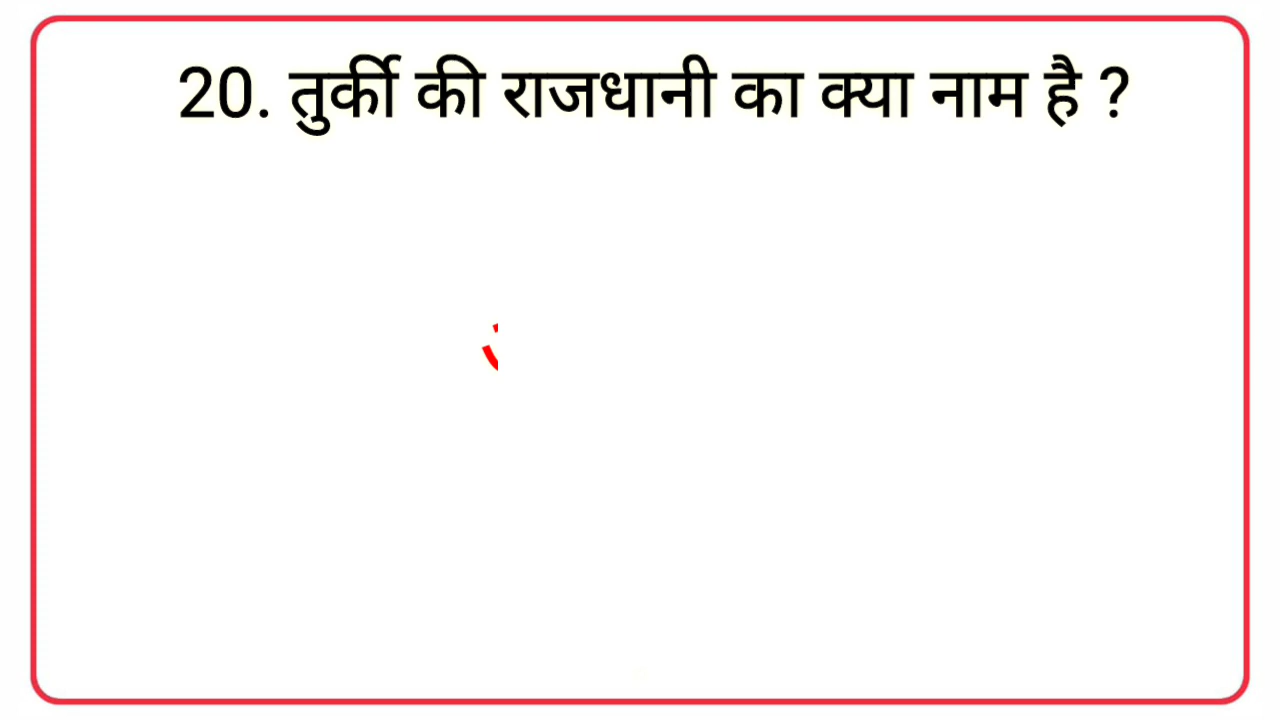 20. तुर्की की राजधानी का क्या नाम है ?